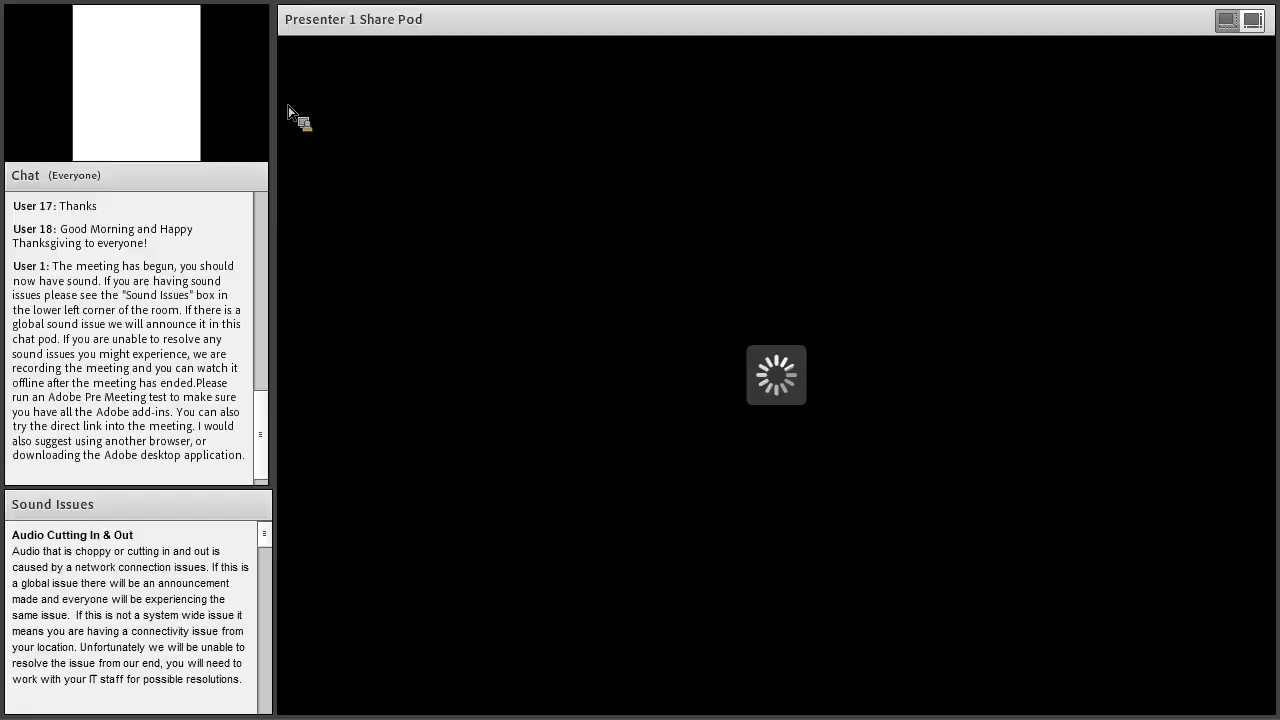 Presenter 1 Share Pod
Chat (Everyone)
User 17: Thanks
User 18: Good Morning and Happy
Thanksgiving to everyone!
User 1: The meeting has begun, you should
now have sound. If you are having sound
issues please see the "Sound Issues" box in
the lower left corner of the room. If there is a
global sound issue we will announce it in this
chat pod. If you are unable to resolve any
sound issues you might experience, we are
recording the meeting and you can watch it
offline after the meeting has ended.Please
run an Adobe Pre Meeting test to make sure
you have all the Adobe add-ins. You can also
try the direct link into the meeting. I would
also suggest using another browser, or
downloading the Adobe desktop application.
Sound Issues
Audio Cutting In & Out
Audio that is choppy or cutting in and out is
caused by a network connection issues. If this is
a global issue there will be an announcement
made and everyone will be experiencing the
same issue.  If this is not a system wide issue it
means you are having a connectivity issue from
your location. Unfortunately we will be unable to
resolve the issue from our end, you will need to
work with your IT staff for possible resolutions.